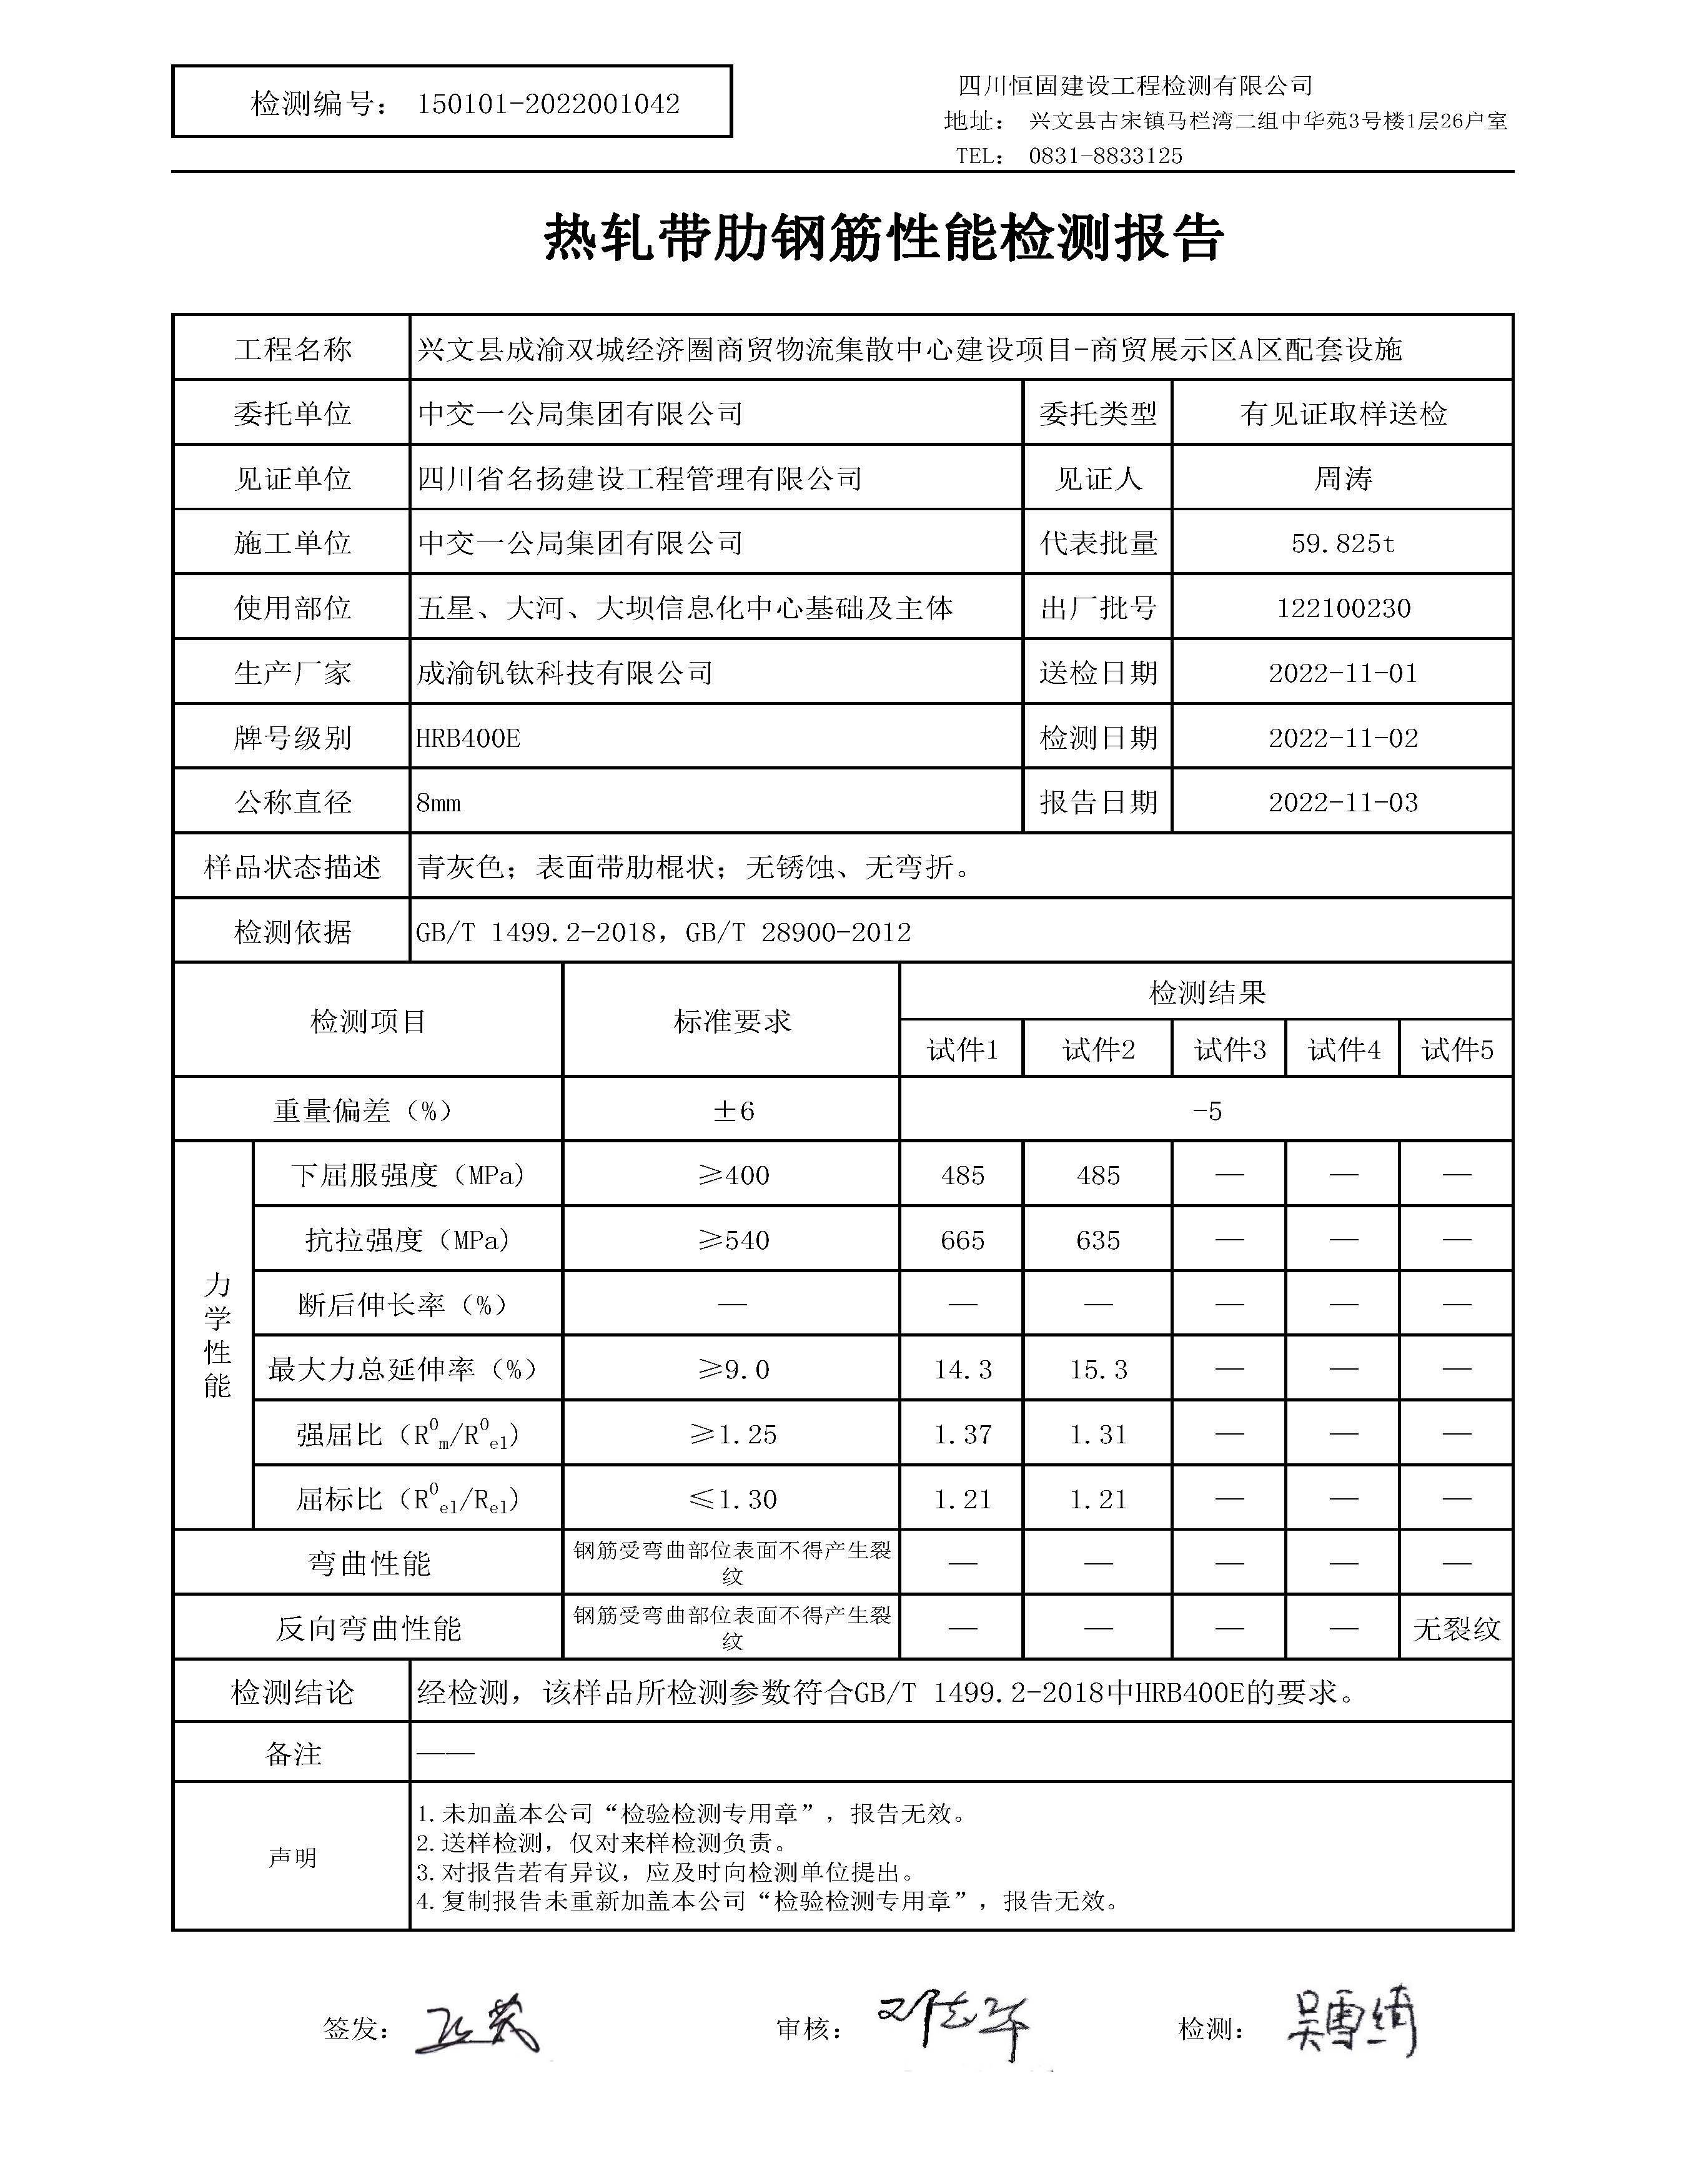 检测编号： 150101-2022001042
四川恒固建设工程检测有限公司
地址： 兴文县古宋镇马栏湾二组中华苑3号楼1层26户室
TEL： 0831-8833125
热轧带肋钢筋性能检测报告
工程名称 兴文县成渝双城经济圈商贸物流集散中心建设项目-商贸展示区A区配套设施
委托单位 中交一公局集团有限公司 委托类型 有见证取样送检
见证单位 四川省名扬建设工程管理有限公司 见证人 周涛
施工单位 中交一公局集团有限公司 代表批量 59.825t
使用部位 五星、大河、大坝信息化中心基础及主体 出厂批号 122100230
生产厂家 成渝钒钛科技有限公司 送检日期 2022-11-01
牌号级别 HRB400E 检测日期 2022-11-02
公称直径 8mm 报告日期 2022-11-03
样品状态描述 青灰色；表面带肋棍状；无锈蚀、无弯折。
检测依据 GB/T 1499.2-2018，GB/T 28900-2012
检测项目 标准要求 检测结果
试件1 试件2 试件3 试件4 试件5
重量偏差（%） ±6 -5
力学性能
下屈服强度（MPa） ≥400 485 485 — — —
抗拉强度（MPa） ≥540 665 635 — — —
断后伸长率（%） — — — — — —
最大力总延伸率（%） ≥9.0 14.3 15.3 — — —
强屈比（R⁰m/R⁰el） ≥1.25 1.37 1.31 — — —
屈标比（R⁰el/Rel） ≤1.30 1.21 1.21 — — —
弯曲性能 钢筋受弯曲部位表面不得产生裂纹 — — — — —
反向弯曲性能 钢筋受弯曲部位表面不得产生裂纹 — — — — 无裂纹
检测结论 经检测，该样品所检测参数符合GB/T 1499.2-2018中HRB400E的要求。
备注 ——
声明
1.未加盖本公司“检验检测专用章”，报告无效。
2.送样检测，仅对来样检测负责。
3.对报告若有异议，应及时向检测单位提出。
4.复制报告未重新加盖本公司“检验检测专用章”，报告无效。
签发： 审核： 检测： 吴雪绮